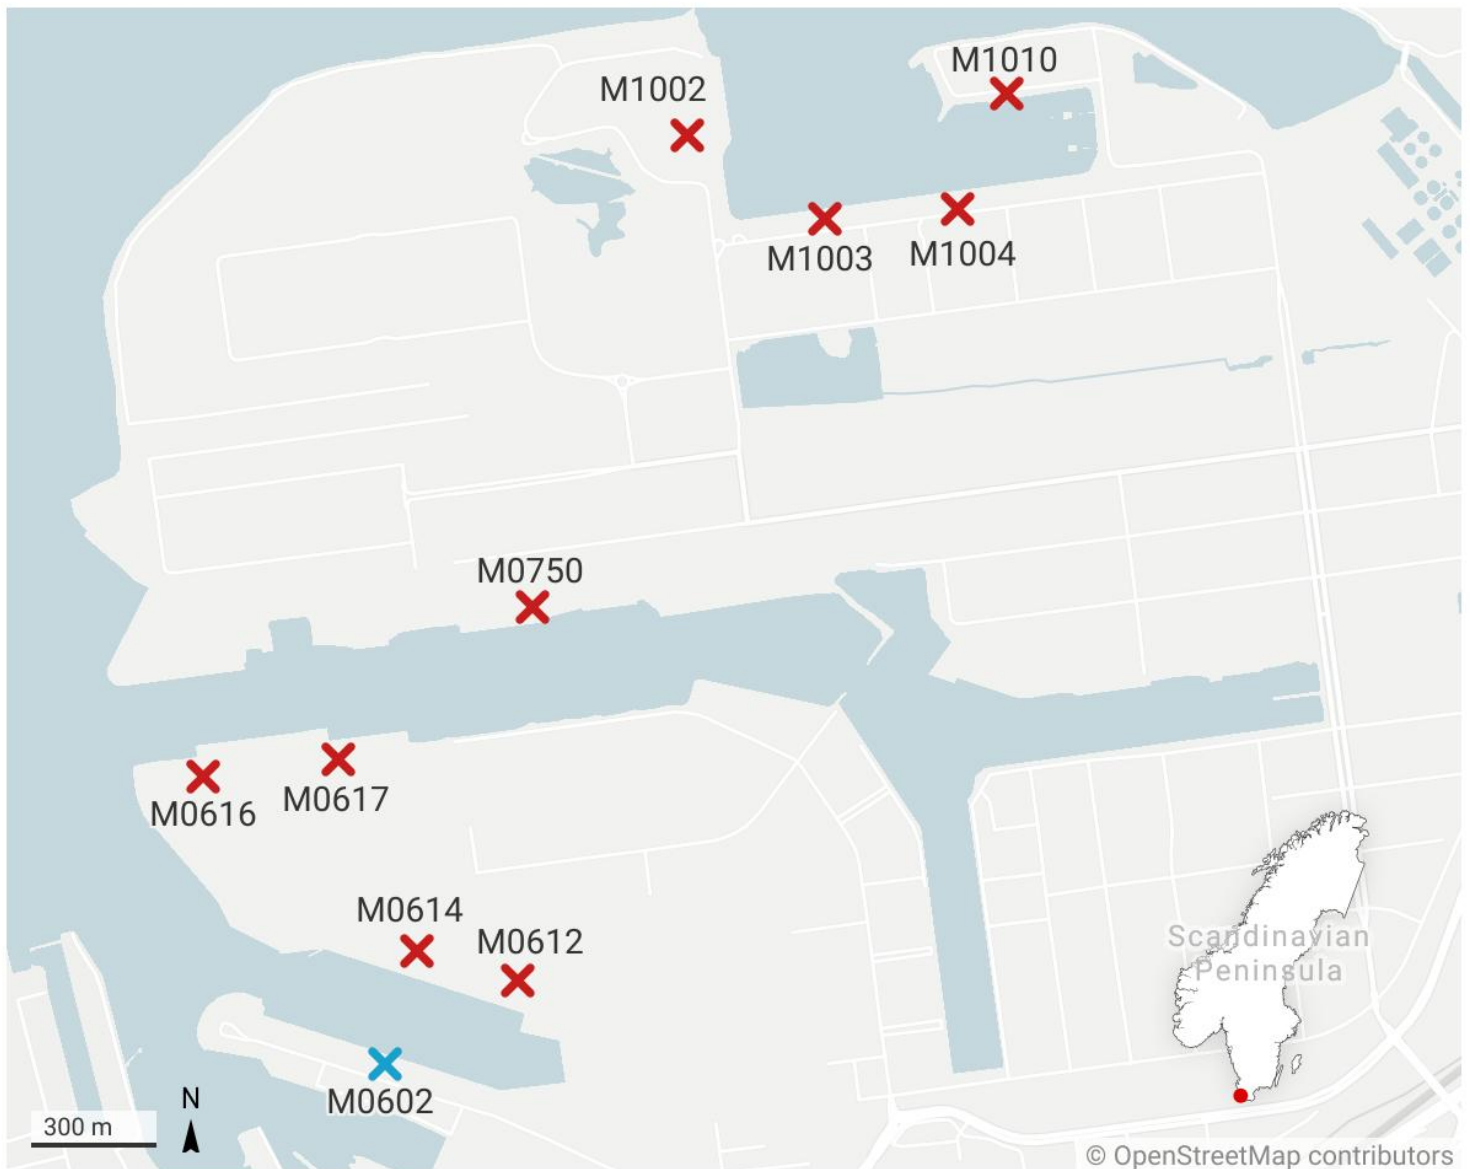 M1010
M1002
M1003
M1004
M0750
M0617
M0616
M0614
M0612
Scandinavian
Peninsula
M0602
N
300 m
© OpenStreetMap contributors